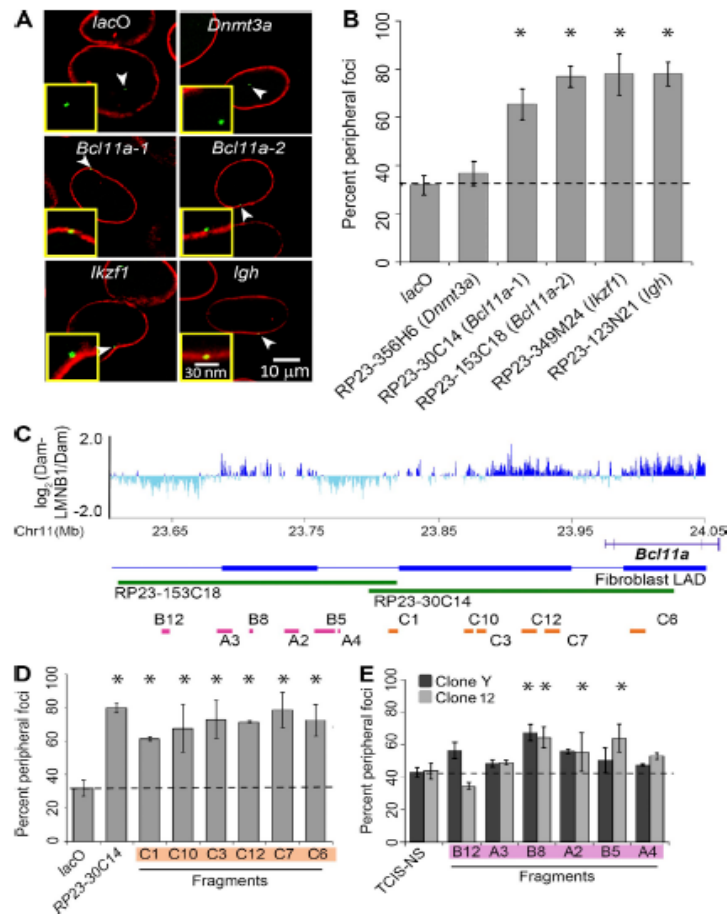 A
lacO
Dnmt3a
Bcl11a-1
Bcl11a-2
Ikzf1
Igh
30 nm
10 µm
B
Percent peripheral foci
100
80
60
40
20
0
* * * *
lacO
RP23-356H6 (Dnmt3a)
RP23-30C14 (Bcl11a-1)
RP23-153C18 (Bcl11a-2)
RP23-349M24 (Ikzf1)
RP23-123N21 (Igh)
C
log2(Dam-
LMNB1/Dam)
2.0
-2.0
Chr11(Mb)
23.65 23.75 23.85 23.95 24.05
Bcl11a
Fibroblast LAD
RP23-153C18
RP23-30C14
B12 B8 B5 C1 C10 C12 C6
A3 A2 A4 C3 C7
D
Percent peripheral foci
100
80
60
40
20
0
* * * * * * *
lacO
RP23-30C14
C1 C10 C3 C12 C7 C6
Fragments
E
Clone Y
Clone 12
Percent peripheral foci
100
80
60
40
20
0
* * * *
TCIS-NS
B12 A3 B8 A2 B5 A4
Fragments